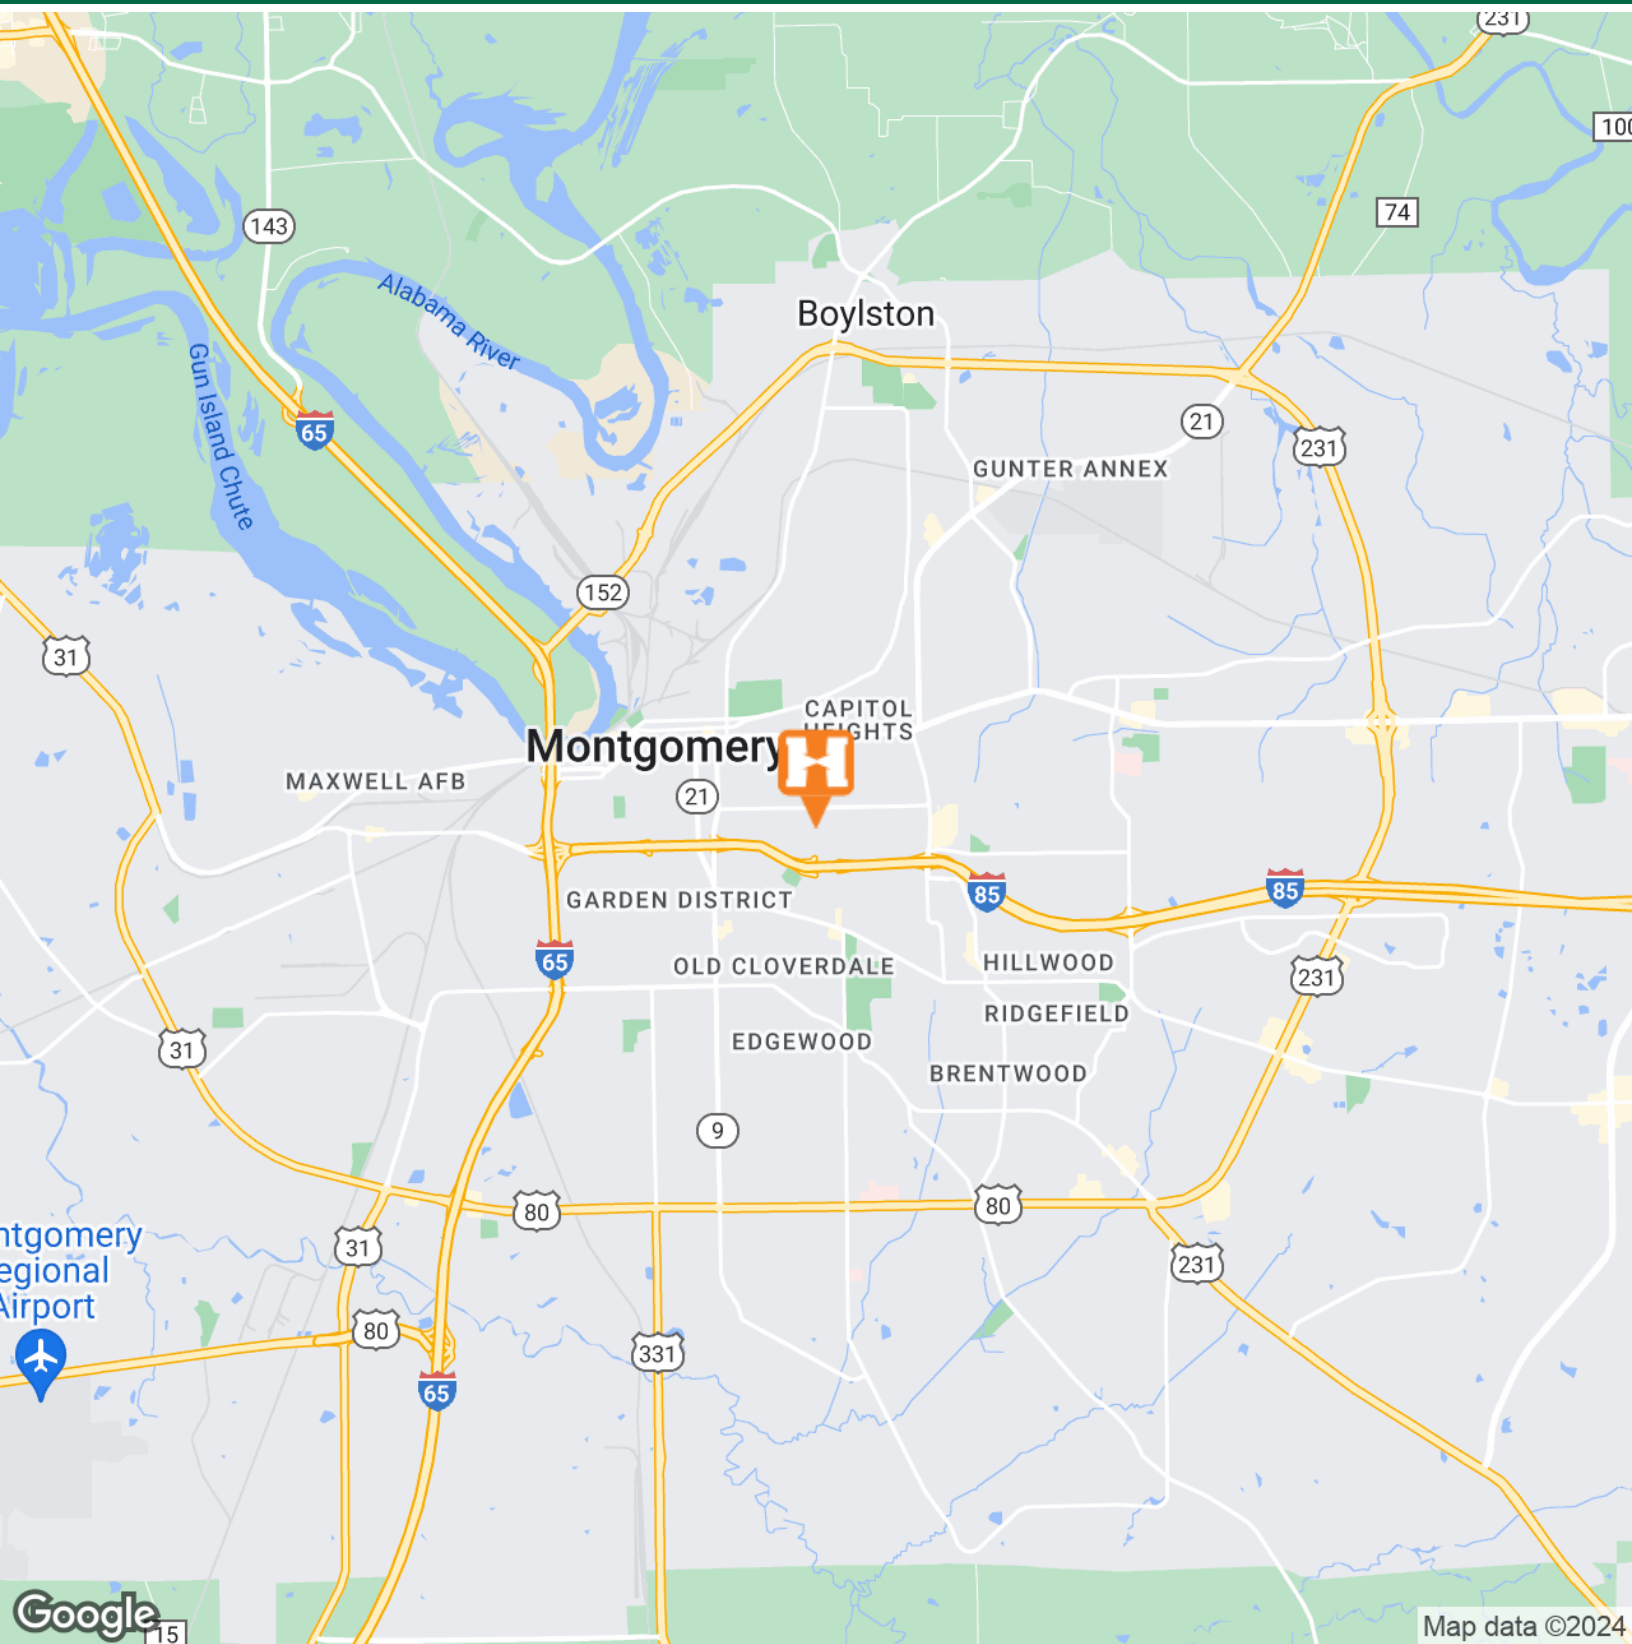 231
100
74
143
Alabama River
Boylston
Gun Island Chute
65
21
231
GUNTER ANNEX
152
31
CAPITOL
HEIGHTS
Montgomery
H
MAXWELL AFB
21
85
85
GARDEN DISTRICT
65
OLD CLOVERDALE
HILLWOOD
231
RIDGEFIELD
31
EDGEWOOD
BRENTWOOD
9
80
80
ntgomery
egional
Airport
31
231
80
331
65
Google
15
Map data ©2024